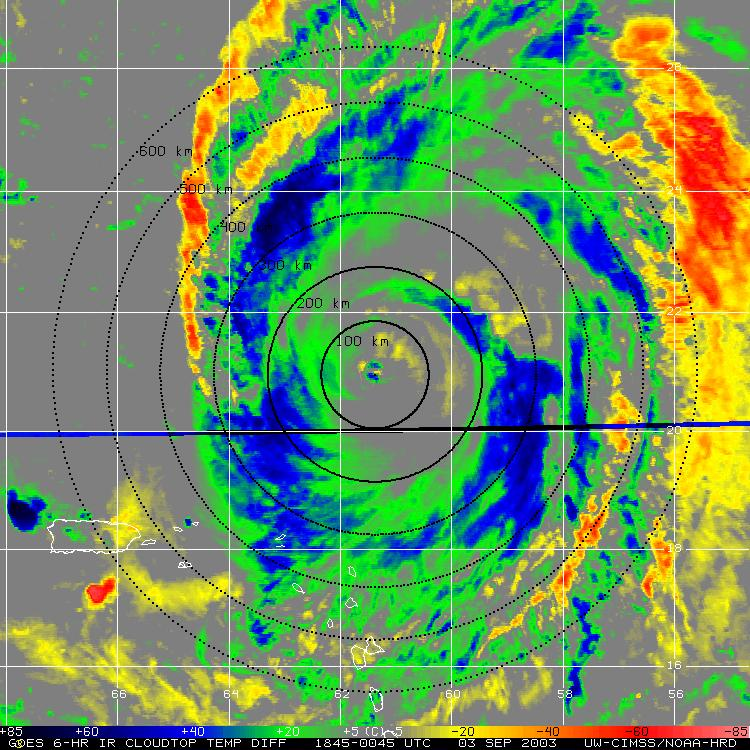 26
600 km
24
500 km
400
300 km
22
200 km
100 km
20
18
16
66 64 62 60 58 56
+85 +60 +40 +20 +5 (C) -5 -20 -40 -60 -85
GOES 6-HR IR CLOUDTOP TEMP DIFF 1845-0045 UTC 03 SEP 2003 UW-CIMSS/NOAA-HRD